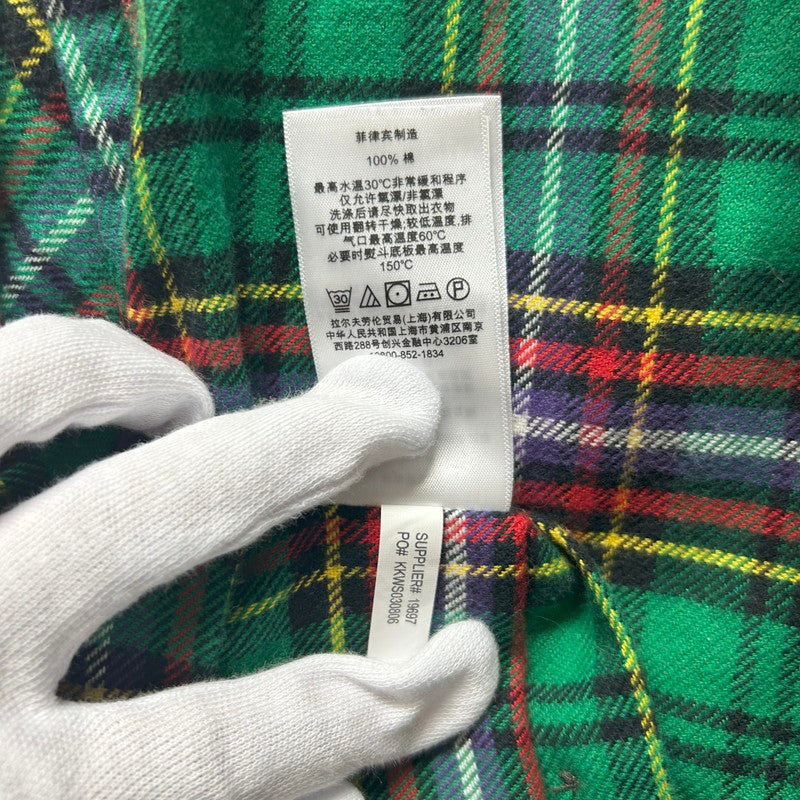 菲律宾制造
100% 棉
最高水温30℃非常缓和程序
仅允许氧漂/非氯漂
洗涤后请尽快取出衣物
可使用翻转干燥;较低温度,排
气口最高温度60℃
必要时熨斗底板最高温度
150℃
30 P
拉尔夫劳伦贸易(上海)有限公司
中华人民共和国上海市黄浦区南京
西路288号创兴金融中心3206室
800-852-1834
SUPPLIER# 19697
PO# KKWS030806